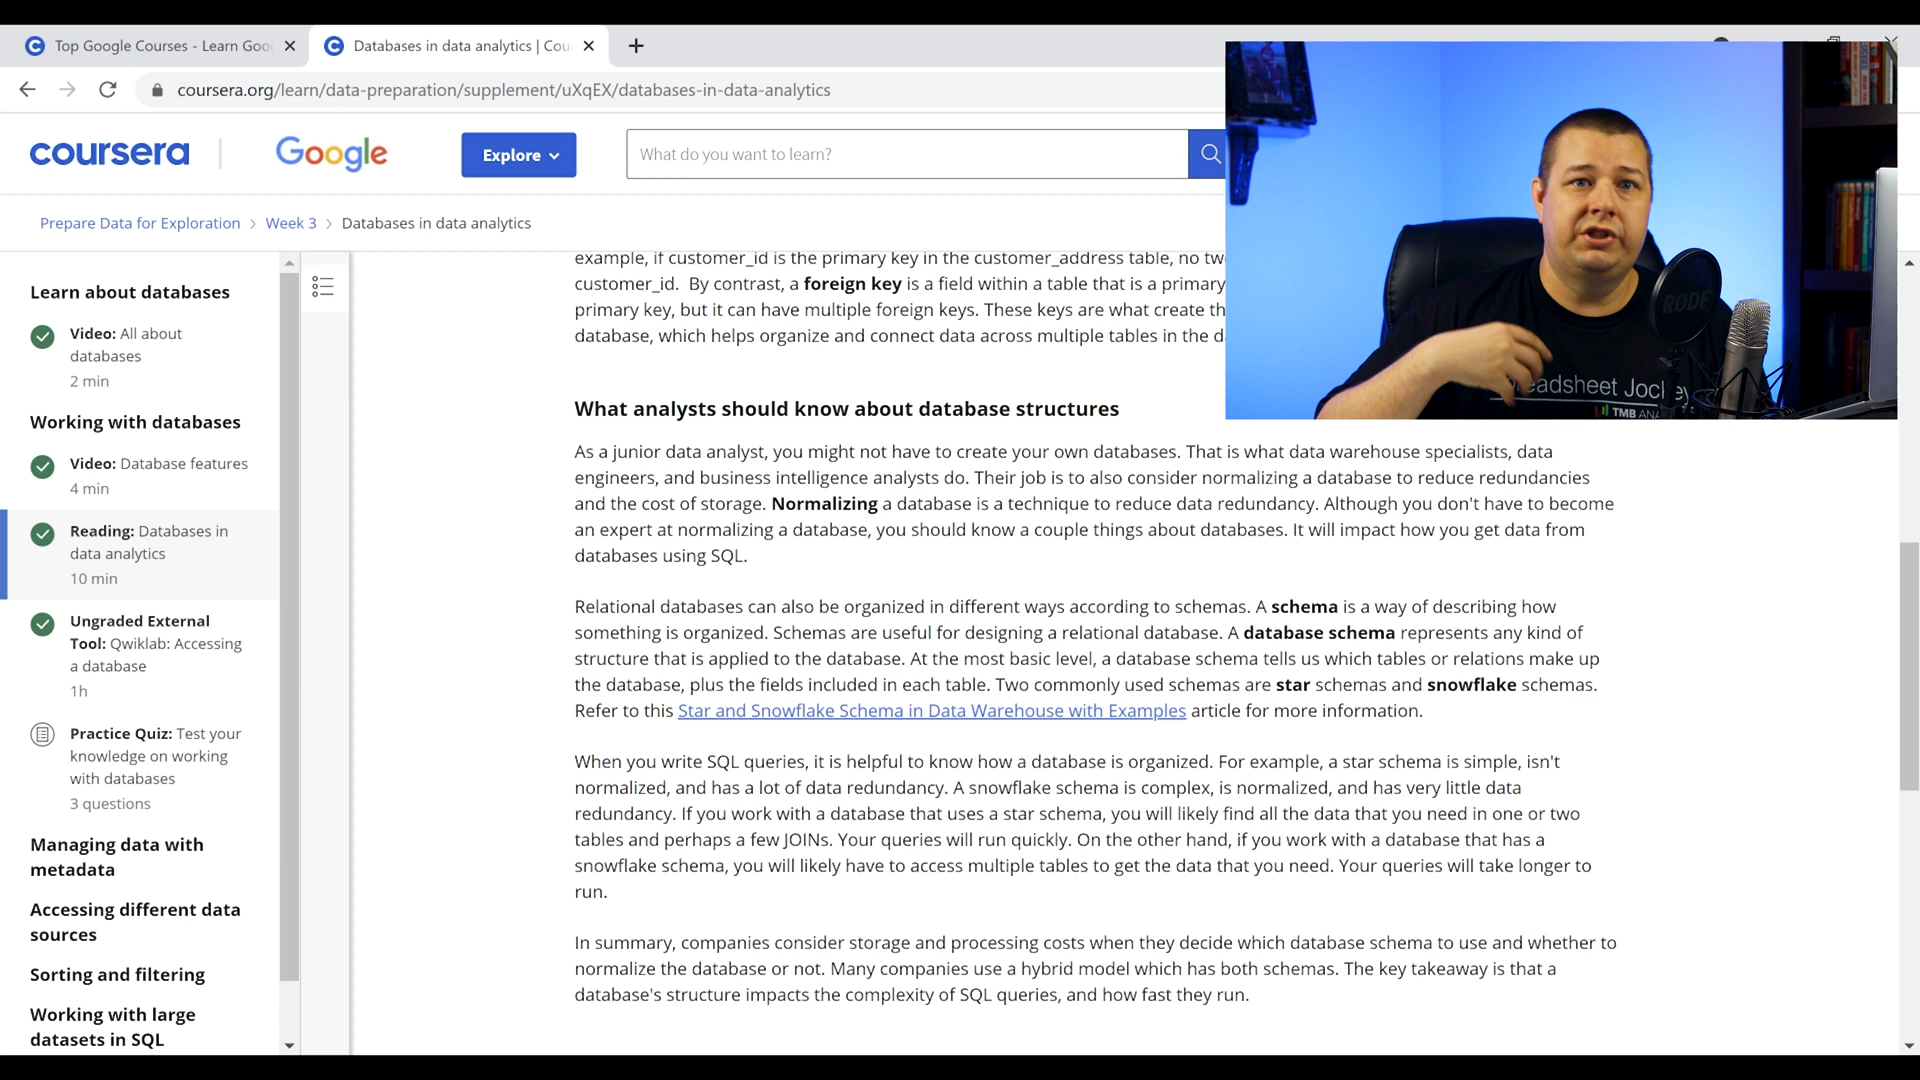 Top Google Courses - Learn Goo
Databases in data analytics | Cou
coursera.org/learn/data-preparation/supplement/uXqEX/databases-in-data-analytics
coursera
Google
Explore
What do you want to learn?
Prepare Data for Exploration > Week 3 > Databases in data analytics
Learn about databases
Video: All about
databases
2 min
Working with databases
Video: Database features
4 min
Reading: Databases in
data analytics
10 min
Ungraded External
Tool: Qwiklab: Accessing
a database
1h
Practice Quiz: Test your
knowledge on working
with databases
3 questions
Managing data with
metadata
Accessing different data
sources
Sorting and filtering
Working with large
datasets in SQL
example, if customer_id is the primary key in the customer_address table, no tw
customer_id. By contrast, a foreign key is a field within a table that is a primary
primary key, but it can have multiple foreign keys. These keys are what create th
database, which helps organize and connect data across multiple tables in the d
What analysts should know about database structures
As a junior data analyst, you might not have to create your own databases. That is what data warehouse specialists, data
engineers, and business intelligence analysts do. Their job is to also consider normalizing a database to reduce redundancies
and the cost of storage. Normalizing a database is a technique to reduce data redundancy. Although you don't have to become
an expert at normalizing a database, you should know a couple things about databases. It will impact how you get data from
databases using SQL.
Relational databases can also be organized in different ways according to schemas. A schema is a way of describing how
something is organized. Schemas are useful for designing a relational database. A database schema represents any kind of
structure that is applied to the database. At the most basic level, a database schema tells us which tables or relations make up
the database, plus the fields included in each table. Two commonly used schemas are star schemas and snowflake schemas.
Refer to this Star and Snowflake Schema in Data Warehouse with Examples article for more information.
When you write SQL queries, it is helpful to know how a database is organized. For example, a star schema is simple, isn't
normalized, and has a lot of data redundancy. A snowflake schema is complex, is normalized, and has very little data
redundancy. If you work with a database that uses a star schema, you will likely find all the data that you need in one or two
tables and perhaps a few JOINs. Your queries will run quickly. On the other hand, if you work with a database that has a
snowflake schema, you will likely have to access multiple tables to get the data that you need. Your queries will take longer to
run.
In summary, companies consider storage and processing costs when they decide which database schema to use and whether to
normalize the database or not. Many companies use a hybrid model which has both schemas. The key takeaway is that a
database's structure impacts the complexity of SQL queries, and how fast they run.
RØDE
readsheet Jockey
TMB ANA